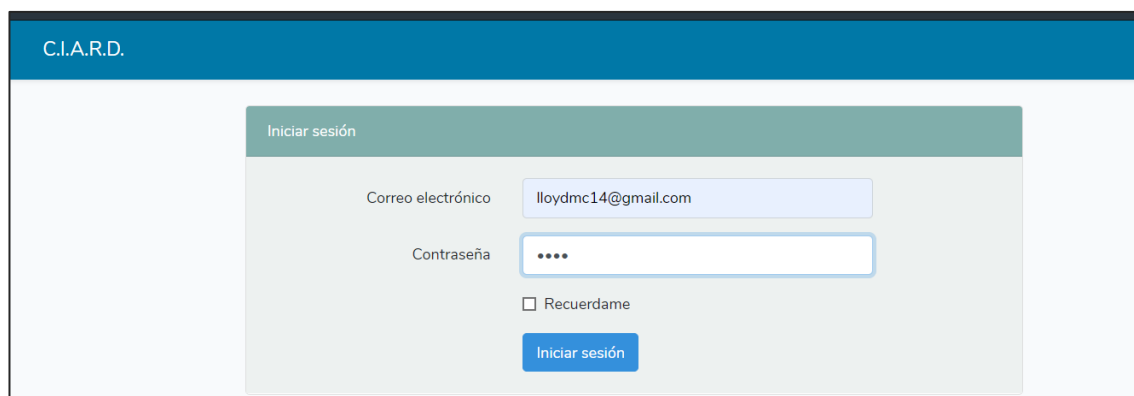 C.I.A.R.D.
Iniciar sesión
Correo electrónico lloydmc14@gmail.com
Contraseña ••••
Recuerdame
Iniciar sesión